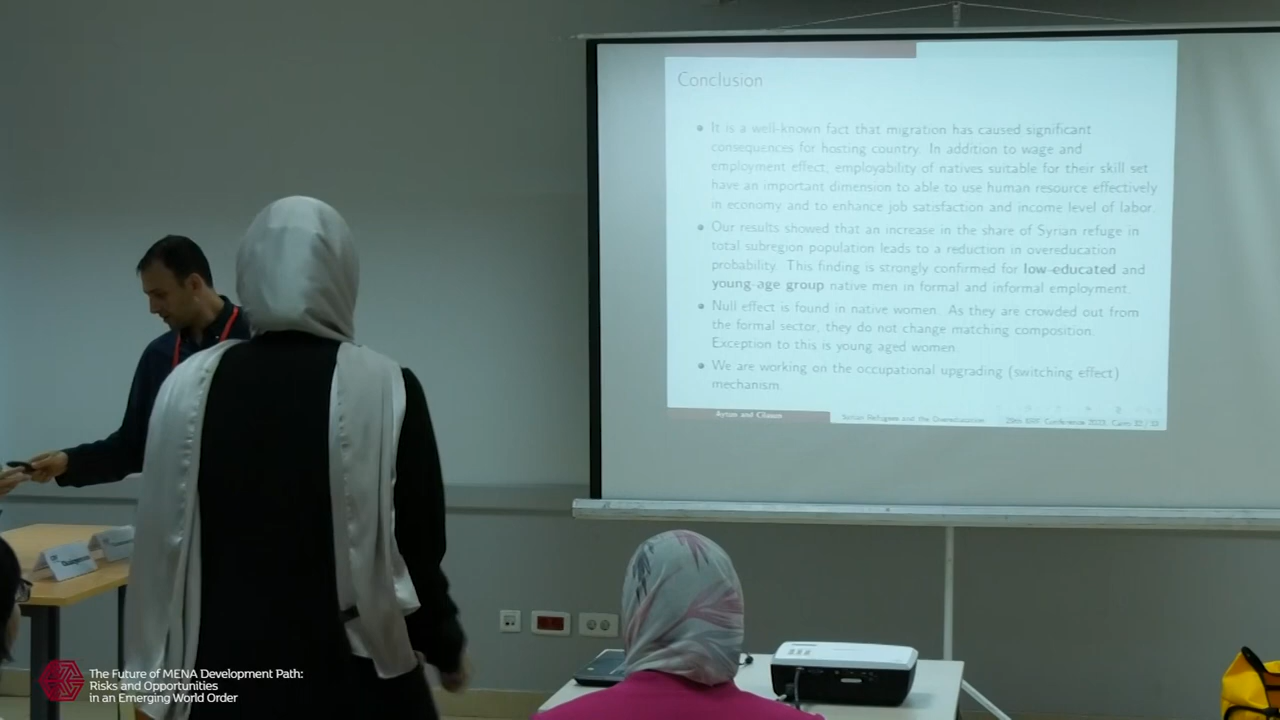 Conclusion
It is a well-known fact that migration has caused significant
consequences for hosting country. In addition to wage and
employment effect, employability of natives suitable for their skill set
have an important dimension to able to use human resource effectively
in economy and to enhance job satisfaction and income level of labor
Our results showed that an increase in the share of Syrian refuge in
total subregion population leads to a reduction in overeducation
probability. This finding is strongly confirmed for low-educated and
young-age group native men in formal and informal employment.
Null effect is found in native women. As they are crowded out from
the formal sector, they do not change matching composition.
Exception to this is young aged women.
We are working on the occupational upgrading (switching effect)
mechanism.
Syrian Refugees and the Overeducation
The Future of MENA Development Path:
Risks and Opportunities
in an Emerging World Order